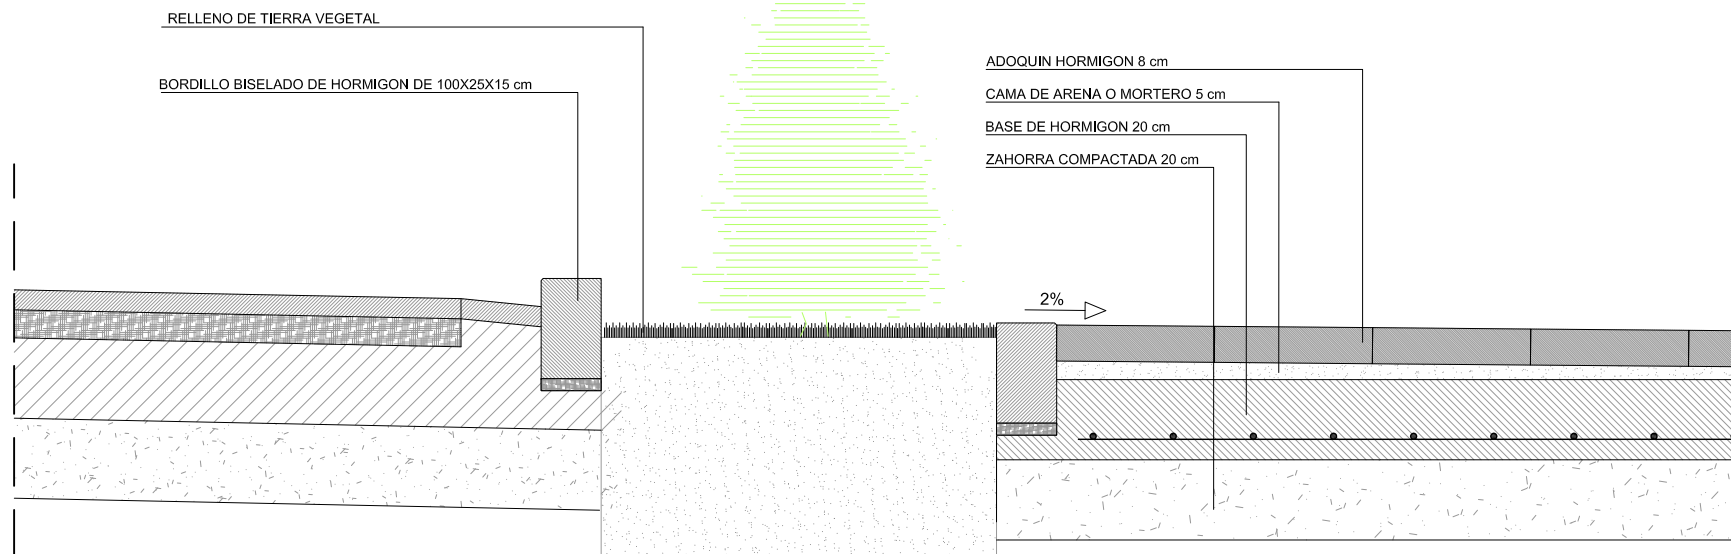 RELLENO DE TIERRA VEGETAL
BORDILLO BISELADO DE HORMIGON DE 100X25X15 cm
ADOQUIN HORMIGON 8 cm
CAMA DE ARENA O MORTERO 5 cm
BASE DE HORMIGON 20 cm
ZAHORRA COMPACTADA 20 cm
2%